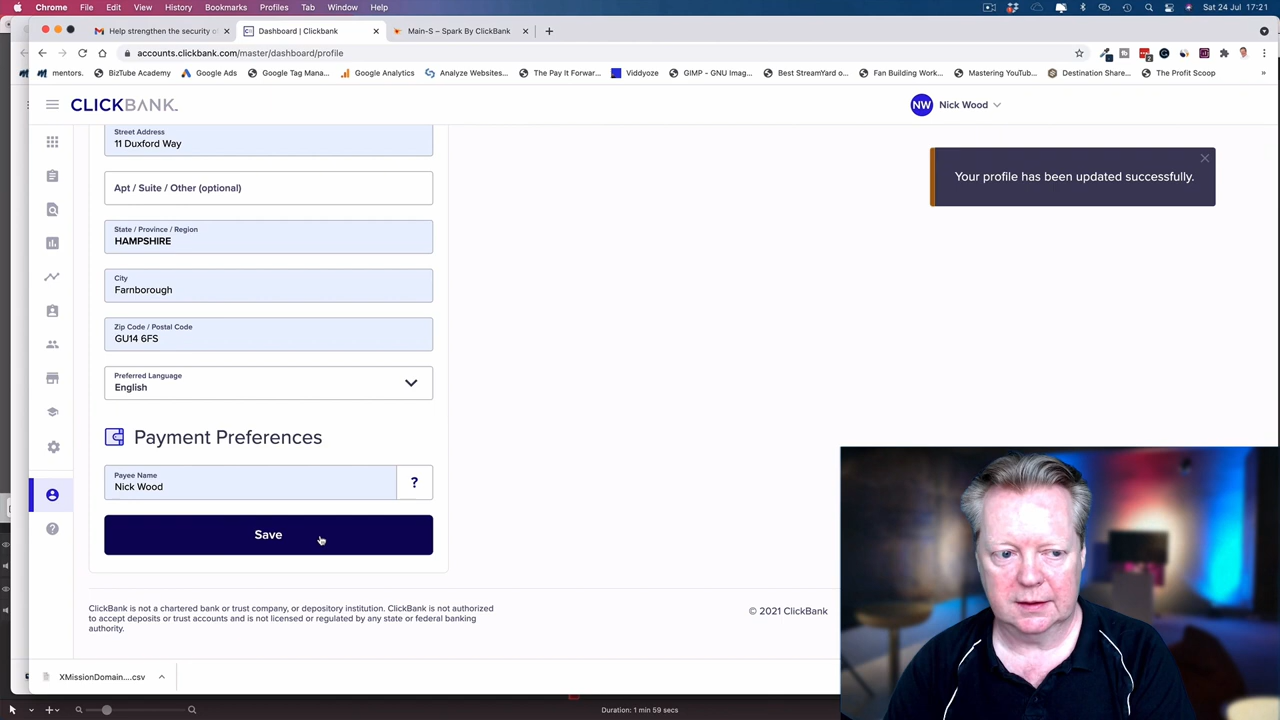 Chrome File Edit View History Bookmarks Profiles Tab Window Help
Sat 24 Jul 17:21
Help strengthen the security o
Dashboard | Clickbank
Main-S – Spark By ClickBank
accounts.clickbank.com/master/dashboard/profile
mentors.
BizTube Academy
Google Ads
Google Tag Mana...
Google Analytics
Analyze Websites...
The Pay It Forwar...
Viddyoze
GIMP - GNU Imag...
Best StreamYard o...
Fan Building Work...
Mastering YouTub...
Destination Share...
The Profit Scoop
»
CLICKBANK
NW Nick Wood
Your profile has been updated successfully.
Street Address
11 Duxford Way
Apt / Suite / Other (optional)
State / Province / Region
HAMPSHIRE
City
Farnborough
Zip Code / Postal Code
GU14 6FS
Preferred Language
English
Payment Preferences
Payee Name
Nick Wood
?
Save
ClickBank is not a chartered bank or trust company, or depository institution. ClickBank is not authorized
to accept deposits or trust accounts and is not licensed or regulated by any state or federal banking
authority.
© 2021 ClickBank
XMissionDomain....csv
Duration: 1 min 59 secs